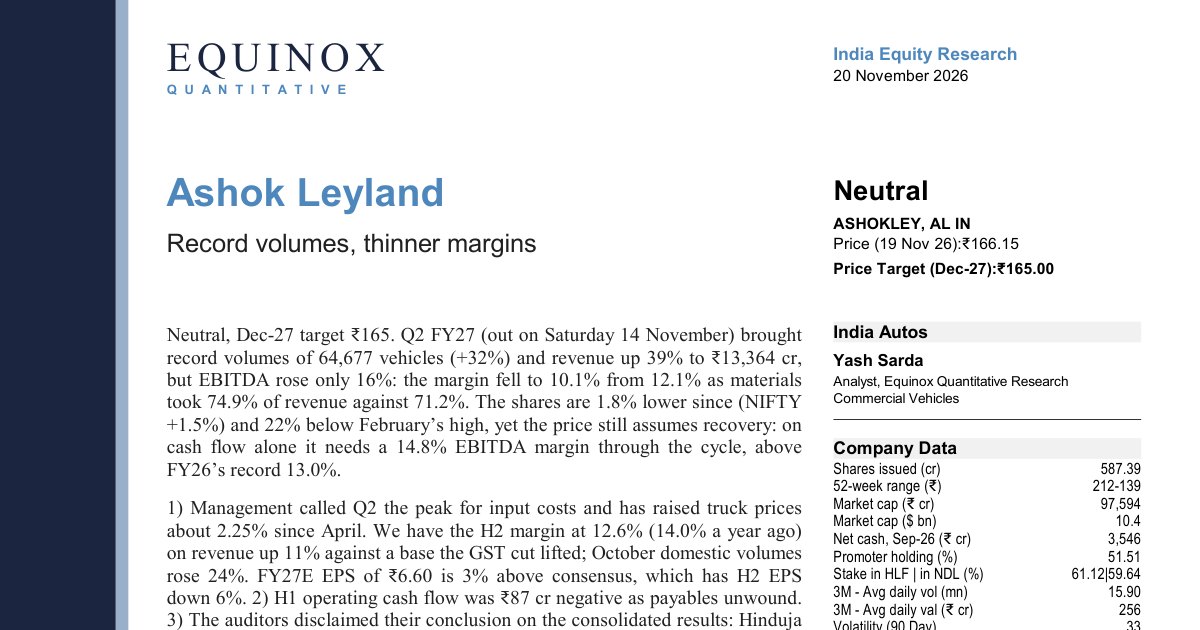 EQUINOX
QUANTITATIVE
India Equity Research
20 November 2026
Ashok Leyland
Record volumes, thinner margins
Neutral
ASHOKLEY, AL IN
Price (19 Nov 26):₹166.15
Price Target (Dec-27):₹165.00
Neutral, Dec-27 target ₹165. Q2 FY27 (out on Saturday 14 November) brought
record volumes of 64,677 vehicles (+32%) and revenue up 39% to ₹13,364 cr,
but EBITDA rose only 16%: the margin fell to 10.1% from 12.1% as materials
took 74.9% of revenue against 71.2%. The shares are 1.8% lower since (NIFTY
+1.5%) and 22% below February’s high, yet the price still assumes recovery: on
cash flow alone it needs a 14.8% EBITDA margin through the cycle, above
FY26’s record 13.0%.
1) Management called Q2 the peak for input costs and has raised truck prices
about 2.25% since April. We have the H2 margin at 12.6% (14.0% a year ago)
on revenue up 11% against a base the GST cut lifted; October domestic volumes
rose 24%. FY27E EPS of ₹6.60 is 3% above consensus, which has H2 EPS
down 6%. 2) H1 operating cash flow was ₹87 cr negative as payables unwound.
3) The auditors disclaimed their conclusion on the consolidated results: Hinduja
India Autos
Yash Sarda
Analyst, Equinox Quantitative Research
Commercial Vehicles
Company Data
Shares issued (cr) 587.39
52-week range (₹) 212-139
Market cap (₹ cr) 97,594
Market cap ($ bn) 10.4
Net cash, Sep-26 (₹ cr) 3,546
Promoter holding (%) 51.51
Stake in HLF | in NDL (%) 61.12|59.64
3M - Avg daily vol (mn) 15.90
3M - Avg daily val (₹ cr) 256
Volatility (90 Day) 33